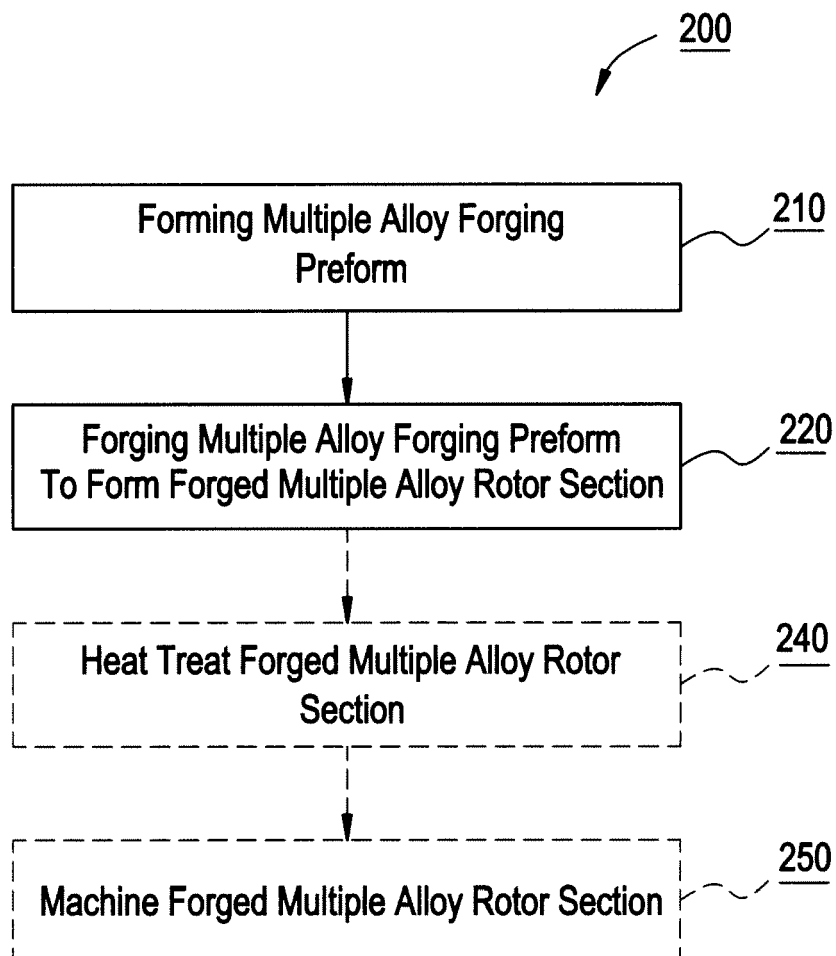 200
Forming Multiple Alloy Forging
Preform
210
Forging Multiple Alloy Forging Preform
To Form Forged Multiple Alloy Rotor Section
220
Heat Treat Forged Multiple Alloy Rotor
Section
240
Machine Forged Multiple Alloy Rotor Section
250